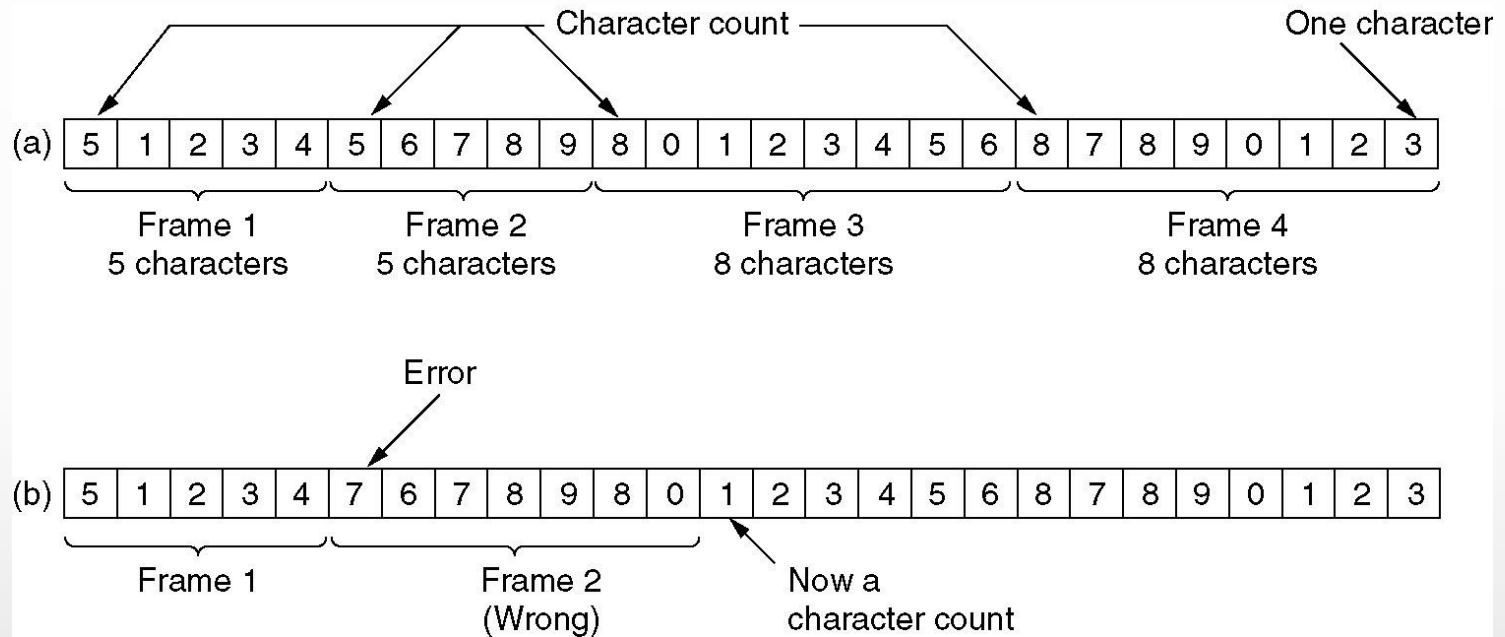 Character count One character
(a) 5 1 2 3 4 5 6 7 8 9 8 0 1 2 3 4 5 6 8 7 8 9 0 1 2 3
Frame 1 Frame 2 Frame 3 Frame 4
5 characters 5 characters 8 characters 8 characters
Error
(b) 5 1 2 3 4 7 6 7 8 9 8 0 1 2 3 4 5 6 8 7 8 9 0 1 2 3
Frame 1 Frame 2 Now a
(Wrong) character count